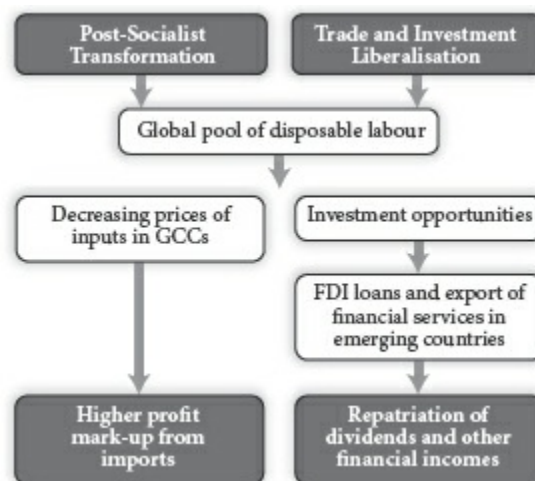 Post-Socialist
Transformation
Trade and Investment
Liberalisation
Global pool of disposable labour
Decreasing prices of
inputs in GCCs
Investment opportunities
FDI loans and export of
financial services in
emerging countries
Higher profit
mark-up from
imports
Repatriation of
dividends and other
financial incomes